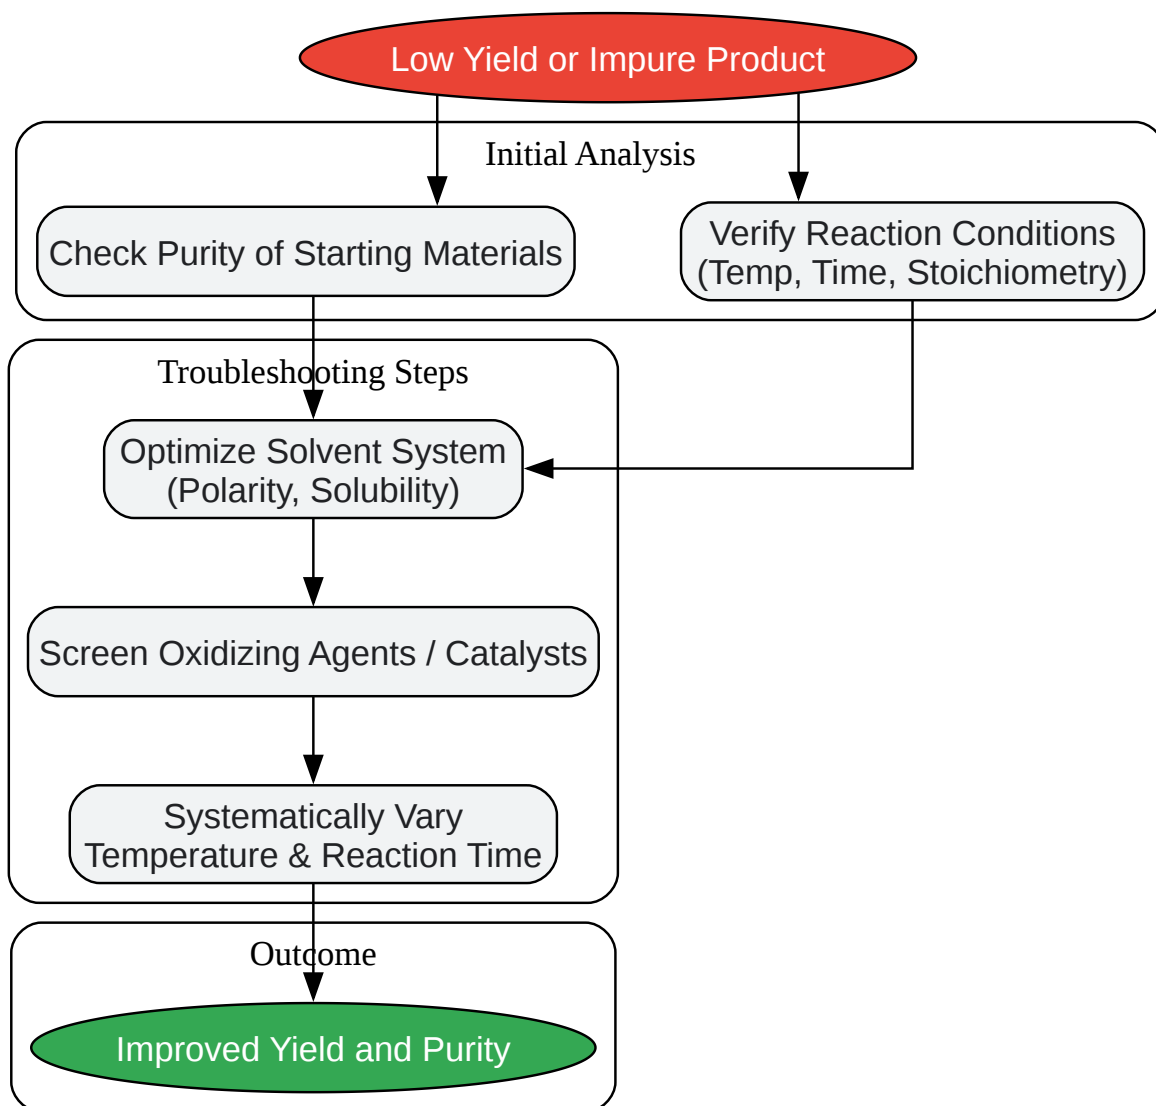 Low Yield or Impure Product
Initial Analysis
Check Purity of Starting Materials
Verify Reaction Conditions
(Temp, Time, Stoichiometry)
Troubleshooting Steps
Optimize Solvent System
(Polarity, Solubility)
Screen Oxidizing Agents / Catalysts
Systematically Vary
Temperature & Reaction Time
Outcome
Improved Yield and Purity